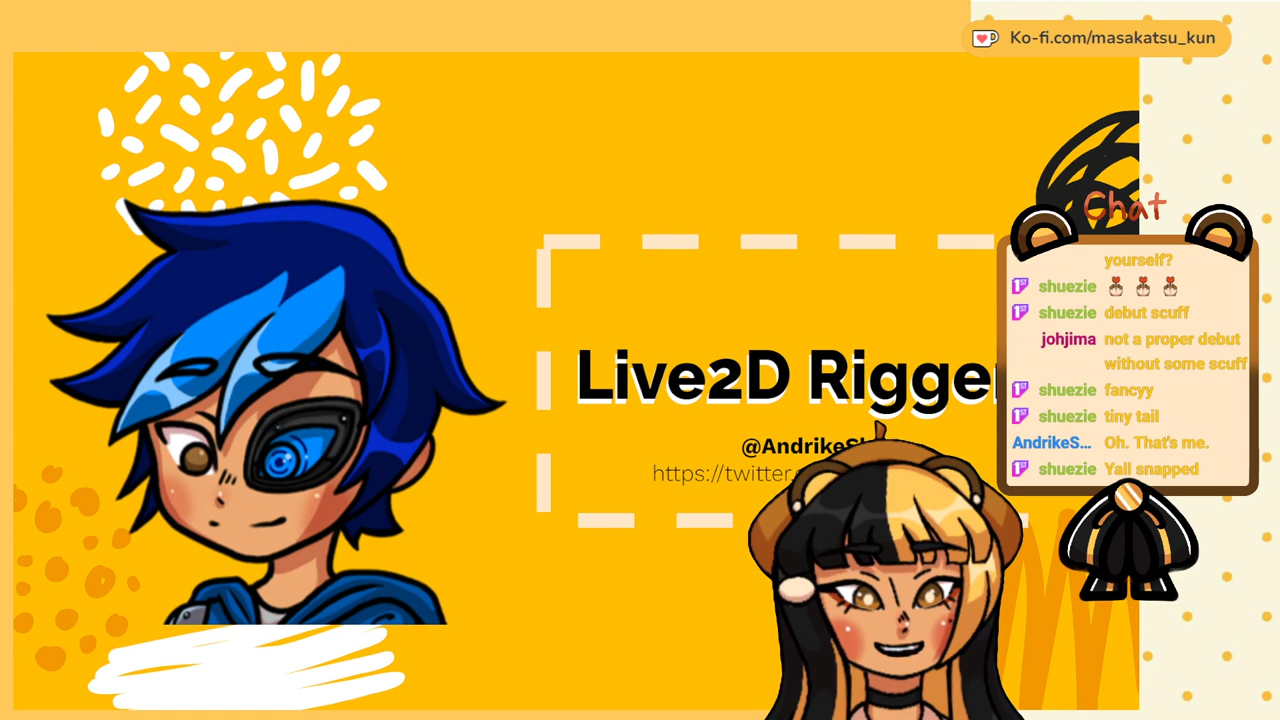 Ko-fi.com/masakatsu_kun
Chat
yourself?
shuezie
shuezie debut scuff
johjima not a proper debut
without some scuff
shuezie fancyy
shuezie tiny tail
AndrikeS... Oh. That's me.
shuezie Yall snapped
Live2D Rigge
@AndrikeS
https://twitter.